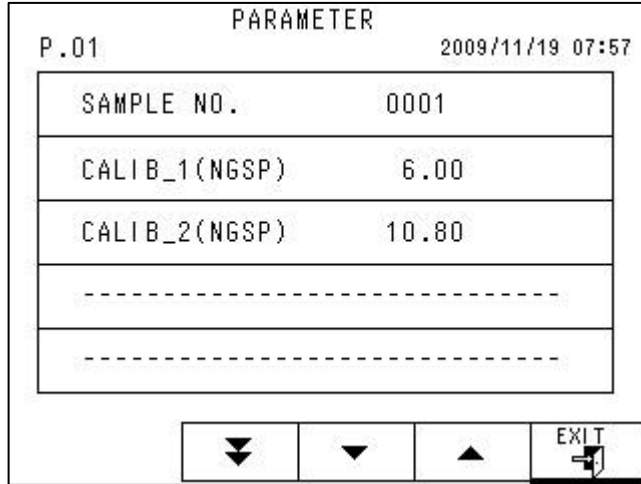 PARAMETER
P.01 2009/11/19 07:57
SAMPLE NO. 0001
CALIB_1(NGSP) 6.00
CALIB_2(NGSP) 10.80
-----------------------------
-----------------------------
EXIT